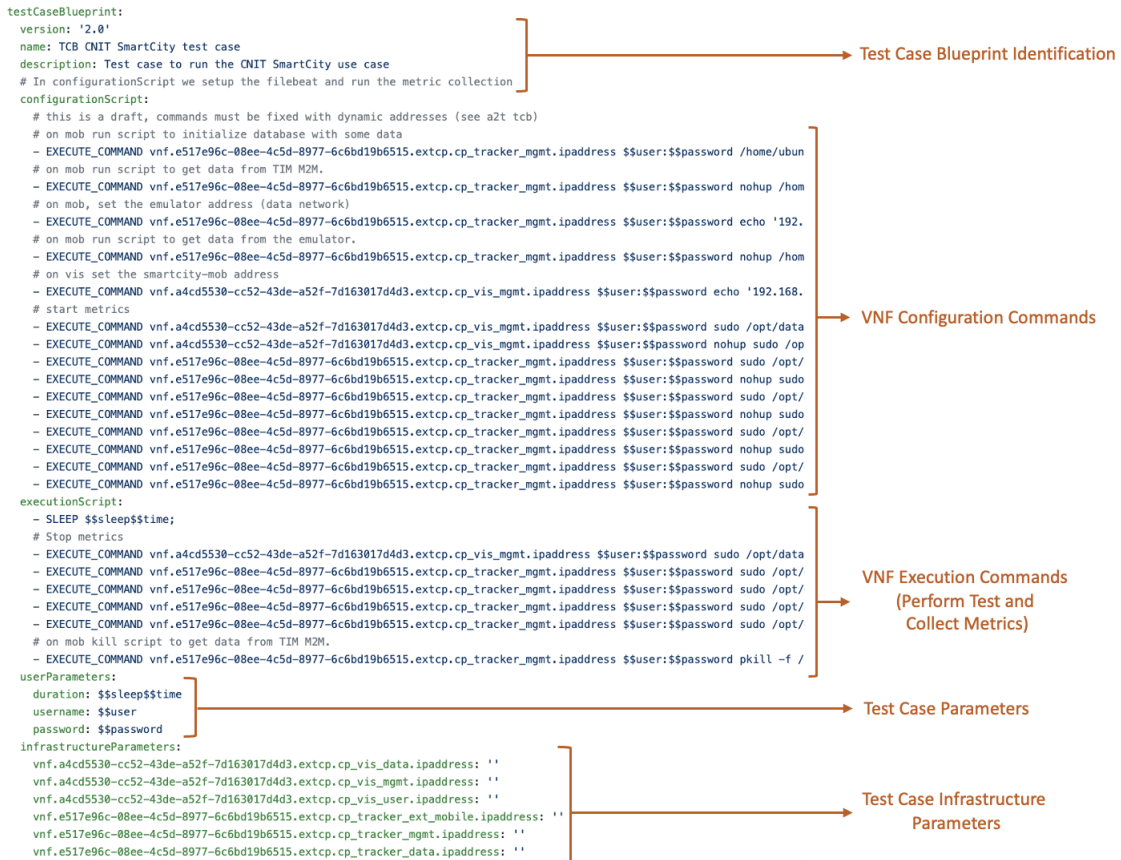 testCaseBlueprint:
version: '2.0'
name: TCB CNIT SmartCity test case
description: Test case to run the CNIT SmartCity use case
# In configurationScript we setup the filebeat and run the metric collection
Test Case Blueprint Identification
configurationScript:
# this is a draft, commands must be fixed with dynamic addresses (see a2t tcb)
# on mob run script to initialize database with some data
- EXECUTE_COMMAND vnf.e517e96c-08ee-4c5d-8977-6c6bd19b6515.extcp.cp_tracker_mgmt.ipaddress $$user:$$password /home/ubun
# on mob run script to get data from TIM M2M.
- EXECUTE_COMMAND vnf.e517e96c-08ee-4c5d-8977-6c6bd19b6515.extcp.cp_tracker_mgmt.ipaddress $$user:$$password nohup /hom
# on mob, set the emulator address (data network)
- EXECUTE_COMMAND vnf.e517e96c-08ee-4c5d-8977-6c6bd19b6515.extcp.cp_tracker_mgmt.ipaddress $$user:$$password echo '192.
# on mob run script to get data from the emulator.
- EXECUTE_COMMAND vnf.e517e96c-08ee-4c5d-8977-6c6bd19b6515.extcp.cp_tracker_mgmt.ipaddress $$user:$$password nohup /hom
# on vis set the smartcity-mob address
- EXECUTE_COMMAND vnf.a4cd5530-cc52-43de-a52f-7d163017d4d3.extcp.cp_vis_mgmt.ipaddress $$user:$$password echo '192.168.
# start metrics
- EXECUTE_COMMAND vnf.a4cd5530-cc52-43de-a52f-7d163017d4d3.extcp.cp_vis_mgmt.ipaddress $$user:$$password sudo /opt/data
- EXECUTE_COMMAND vnf.a4cd5530-cc52-43de-a52f-7d163017d4d3.extcp.cp_vis_mgmt.ipaddress $$user:$$password nohup sudo /op
- EXECUTE_COMMAND vnf.e517e96c-08ee-4c5d-8977-6c6bd19b6515.extcp.cp_tracker_mgmt.ipaddress $$user:$$password sudo /opt/
- EXECUTE_COMMAND vnf.e517e96c-08ee-4c5d-8977-6c6bd19b6515.extcp.cp_tracker_mgmt.ipaddress $$user:$$password nohup sudo
- EXECUTE_COMMAND vnf.e517e96c-08ee-4c5d-8977-6c6bd19b6515.extcp.cp_tracker_mgmt.ipaddress $$user:$$password sudo /opt/
- EXECUTE_COMMAND vnf.e517e96c-08ee-4c5d-8977-6c6bd19b6515.extcp.cp_tracker_mgmt.ipaddress $$user:$$password nohup sudo
- EXECUTE_COMMAND vnf.e517e96c-08ee-4c5d-8977-6c6bd19b6515.extcp.cp_tracker_mgmt.ipaddress $$user:$$password sudo /opt/
- EXECUTE_COMMAND vnf.e517e96c-08ee-4c5d-8977-6c6bd19b6515.extcp.cp_tracker_mgmt.ipaddress $$user:$$password nohup sudo
- EXECUTE_COMMAND vnf.e517e96c-08ee-4c5d-8977-6c6bd19b6515.extcp.cp_tracker_mgmt.ipaddress $$user:$$password sudo /opt/
- EXECUTE_COMMAND vnf.e517e96c-08ee-4c5d-8977-6c6bd19b6515.extcp.cp_tracker_mgmt.ipaddress $$user:$$password nohup sudo
VNF Configuration Commands
executionScript:
- SLEEP $$sleep$$time;
# Stop metrics
- EXECUTE_COMMAND vnf.a4cd5530-cc52-43de-a52f-7d163017d4d3.extcp.cp_vis_mgmt.ipaddress $$user:$$password sudo /opt/data
- EXECUTE_COMMAND vnf.e517e96c-08ee-4c5d-8977-6c6bd19b6515.extcp.cp_tracker_mgmt.ipaddress $$user:$$password sudo /opt/
- EXECUTE_COMMAND vnf.e517e96c-08ee-4c5d-8977-6c6bd19b6515.extcp.cp_tracker_mgmt.ipaddress $$user:$$password sudo /opt/
- EXECUTE_COMMAND vnf.e517e96c-08ee-4c5d-8977-6c6bd19b6515.extcp.cp_tracker_mgmt.ipaddress $$user:$$password sudo /opt/
- EXECUTE_COMMAND vnf.e517e96c-08ee-4c5d-8977-6c6bd19b6515.extcp.cp_tracker_mgmt.ipaddress $$user:$$password sudo /opt/
# on mob kill script to get data from TIM M2M.
- EXECUTE_COMMAND vnf.e517e96c-08ee-4c5d-8977-6c6bd19b6515.extcp.cp_tracker_mgmt.ipaddress $$user:$$password pkill -f /
VNF Execution Commands
(Perform Test and
Collect Metrics)
userParameters:
duration: $$sleep$$time
username: $$user
password: $$password
Test Case Parameters
infrastructureParameters:
vnf.a4cd5530-cc52-43de-a52f-7d163017d4d3.extcp.cp_vis_data.ipaddress: ''
vnf.a4cd5530-cc52-43de-a52f-7d163017d4d3.extcp.cp_vis_mgmt.ipaddress: ''
vnf.a4cd5530-cc52-43de-a52f-7d163017d4d3.extcp.cp_vis_user.ipaddress: ''
vnf.e517e96c-08ee-4c5d-8977-6c6bd19b6515.extcp.cp_tracker_ext_mobile.ipaddress: ''
vnf.e517e96c-08ee-4c5d-8977-6c6bd19b6515.extcp.cp_tracker_mgmt.ipaddress: ''
vnf.e517e96c-08ee-4c5d-8977-6c6bd19b6515.extcp.cp_tracker_data.ipaddress: ''
Test Case Infrastructure
Parameters